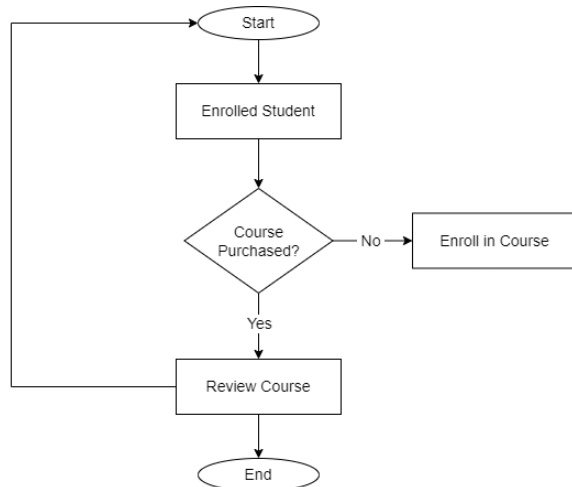 Start
Enrolled Student
Course
Purchased?
No
Enroll in Course
Yes
Review Course
End